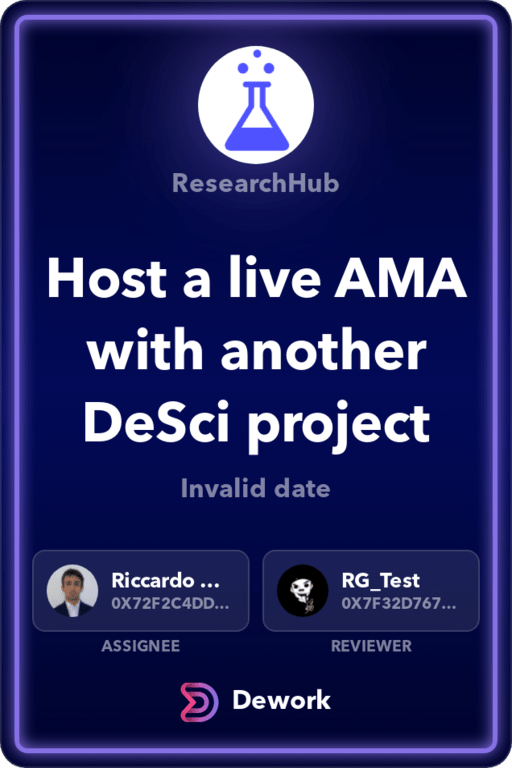 ResearchHub
Host a live AMA
with another
DeSci project
Invalid date
Riccardo ...
0X72F2C4DD...
ASSIGNEE
RG_Test
0X7F32D767...
REVIEWER
Dework